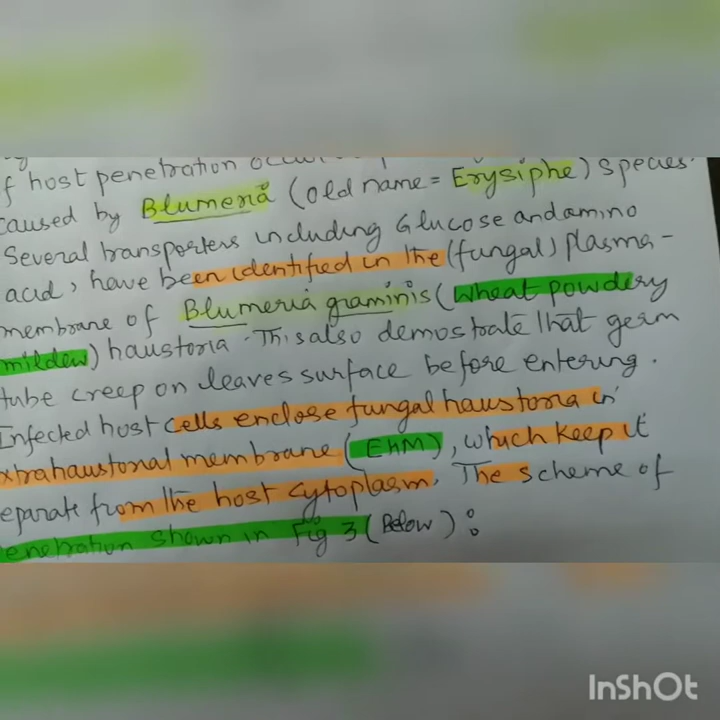 f host penetration
caused by Blumeria (old name = Erysiphe) species.
Several transporters including Glucose and amino
acid, have been identified in the (fungal) plasma-
membrane of Blumeria graminis (wheat powdery
mildew) haustoria. This also demostrate that germ
tube creep on leaves surface before entering.
Infected host cells enclose fungal haustoria in
xtrahaustorial membrane (EHM), which keep it
eparate from the host cytoplasm. The scheme of
enetration shown in Fig 3 (Below):
InShOt